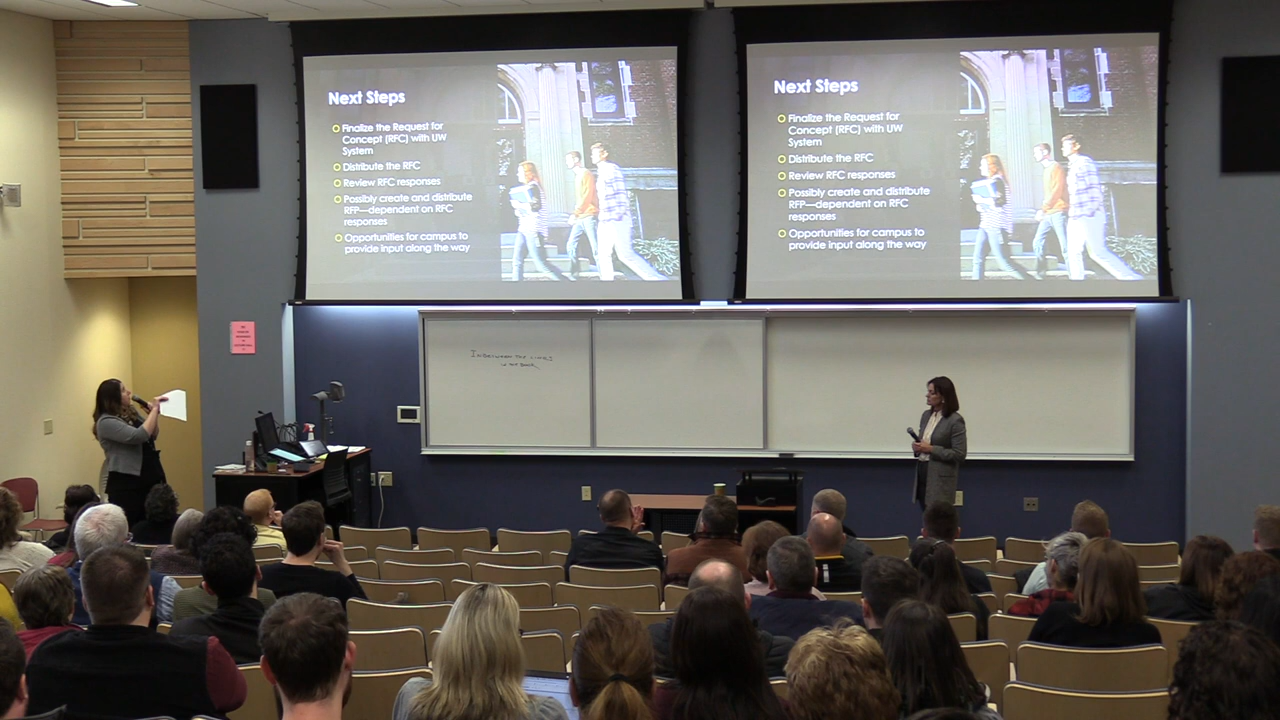 Next Steps
Finalize the Request for
Concept (RFC) with UW
System
Distribute the RFC
Review RFC responses
Possibly create and distribute
RFP—dependent on RFC
responses
Opportunities for campus to
provide input along the way
Next Steps
Finalize the Request for
Concept (RFC) with UW
System
Distribute the RFC
Review RFC responses
Possibly create and distribute
RFP—dependent on RFC
responses
Opportunities for campus to
provide input along the way